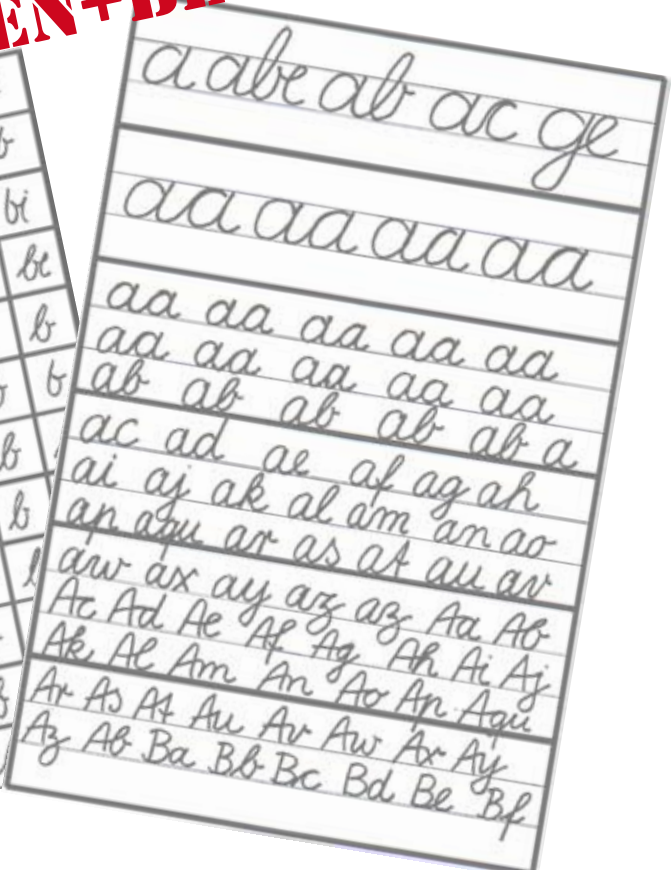 b
bi
be
b
b
b
b
a abe ab ac ge
aa aa aa aa
aa aa aa aa aa
aa aa aa aa aa
ab ab ab ab ab a
ac ad ae af ag ah
ai aj ak al am an ao
ap aqu ar as at au av
aw ax ay az az Aa Ab
Ac Ad Ae Af Ag Ah Ai Aj
Ak Al Am An Ao Ap Aqu
Ar As At Au Av Aw Ax Ay
Az Ab Ba Bb Bc Bd Be Bf